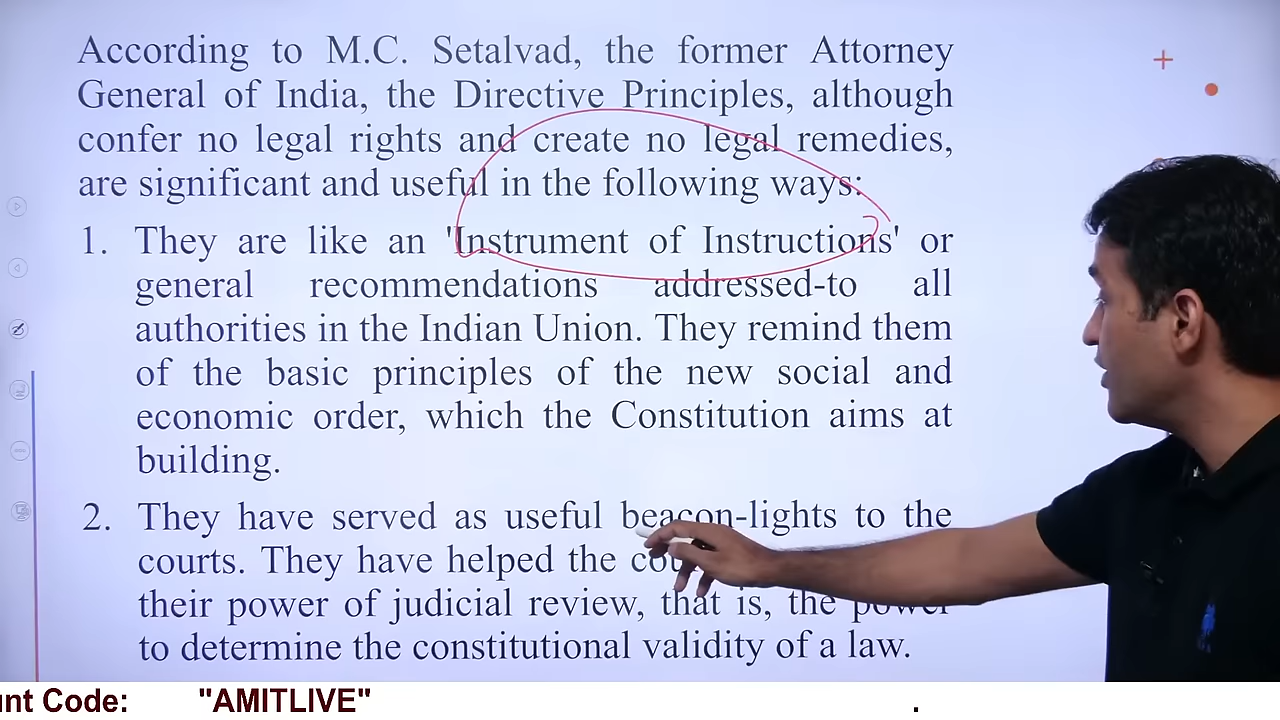 According to M.C. Setalvad, the former Attorney
General of India, the Directive Principles, although
confer no legal rights and create no legal remedies,
are significant and useful in the following ways:
1. They are like an 'Instrument of Instructions' or
general recommendations addressed-to all
authorities in the Indian Union. They remind them
of the basic principles of the new social and
economic order, which the Constitution aims at
building.
2. They have served as useful beacon-lights to the
courts. They have helped the
their power of judicial review, that is, the power
to determine the constitutional validity of a law.
nt Code: "AMITLIVE" .